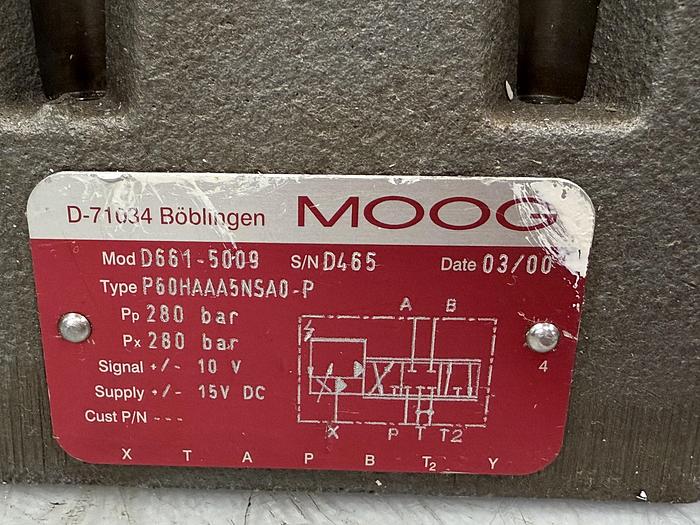 D-71034 Böblingen MOOG
Mod D661-5009 S/N D465 Date 03/00
Type P60HAAA5NSA0-P
Pp 280 bar
Px 280 bar
Signal +/- 10 V
Supply +/- 15V DC
Cust P/N ---
A B
4
X P T T2
X T A P B T2 Y